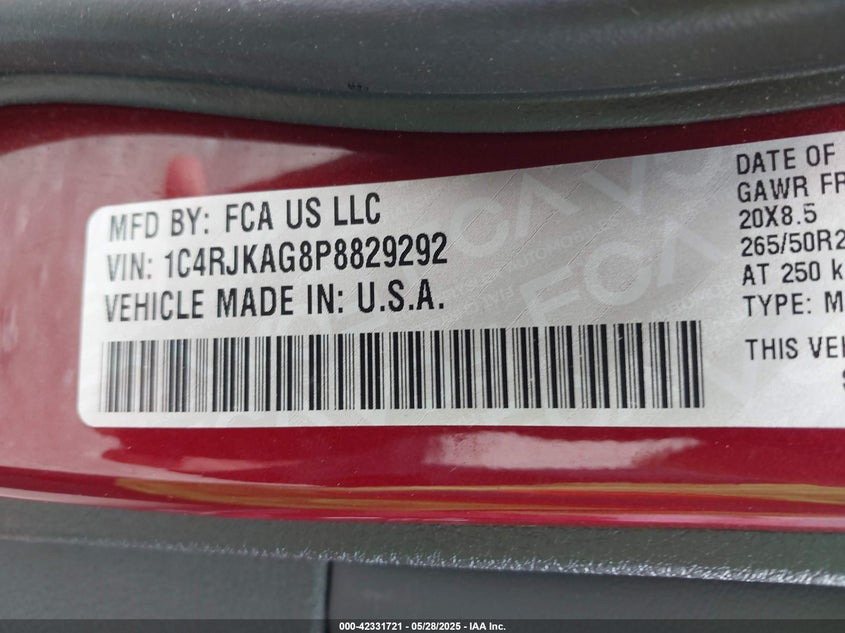 MFD BY: FCA US LLC
VIN: 1C4RJKAG8P8829292
VEHICLE MADE IN: U.S.A.
DATE OF
GAWR FR
20X8.5
265/50R2
AT 250 k
TYPE: M
THIS VEH
000-42331721 | 05/28/2025 - IAA Inc.